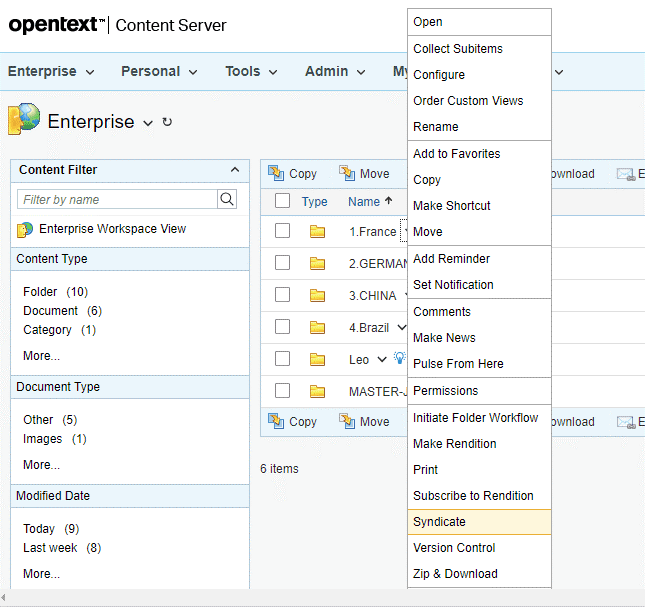 opentext™ | Content Server
Enterprise Personal Tools Admin My
Enterprise
Content Filter
Filter by name
Enterprise Workspace View
Content Type
Folder (10)
Document (6)
Category (1)
More...
Document Type
Other (5)
Images (1)
More...
Modified Date
Today (9)
Last week (8)
More...
Copy Move ownload E
Type Name
1.France
2.GERMAN
3.CHINA
4.Brazil
Leo
MASTER-J
Copy Move ownload E
6 items
Open
Collect Subitems
Configure
Order Custom Views
Rename
Add to Favorites
Copy
Make Shortcut
Move
Add Reminder
Set Notification
Comments
Make News
Pulse From Here
Permissions
Initiate Folder Workflow
Make Rendition
Print
Subscribe to Rendition
Syndicate
Version Control
Zip & Download